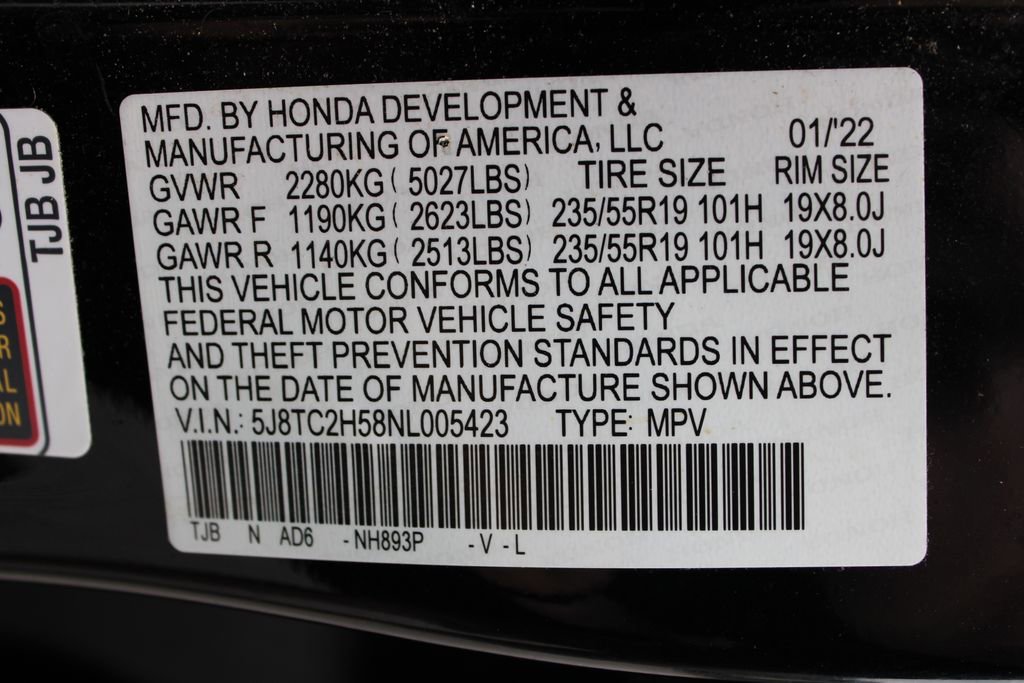 MFD. BY HONDA DEVELOPMENT &
MANUFACTURING OF AMERICA, LLC 01/'22
GVWR 2280KG ( 5027LBS) TIRE SIZE RIM SIZE
GAWR F 1190KG ( 2623LBS) 235/55R19 101H 19X8.0J
GAWR R 1140KG ( 2513LBS) 235/55R19 101H 19X8.0J
THIS VEHICLE CONFORMS TO ALL APPLICABLE
FEDERAL MOTOR VEHICLE SAFETY
AND THEFT PREVENTION STANDARDS IN EFFECT
ON THE DATE OF MANUFACTURE SHOWN ABOVE.
V.I.N.: 5J8TC2H58NL005423 TYPE: MPV
TJB N AD6 -NH893P -V-L
TJB JB